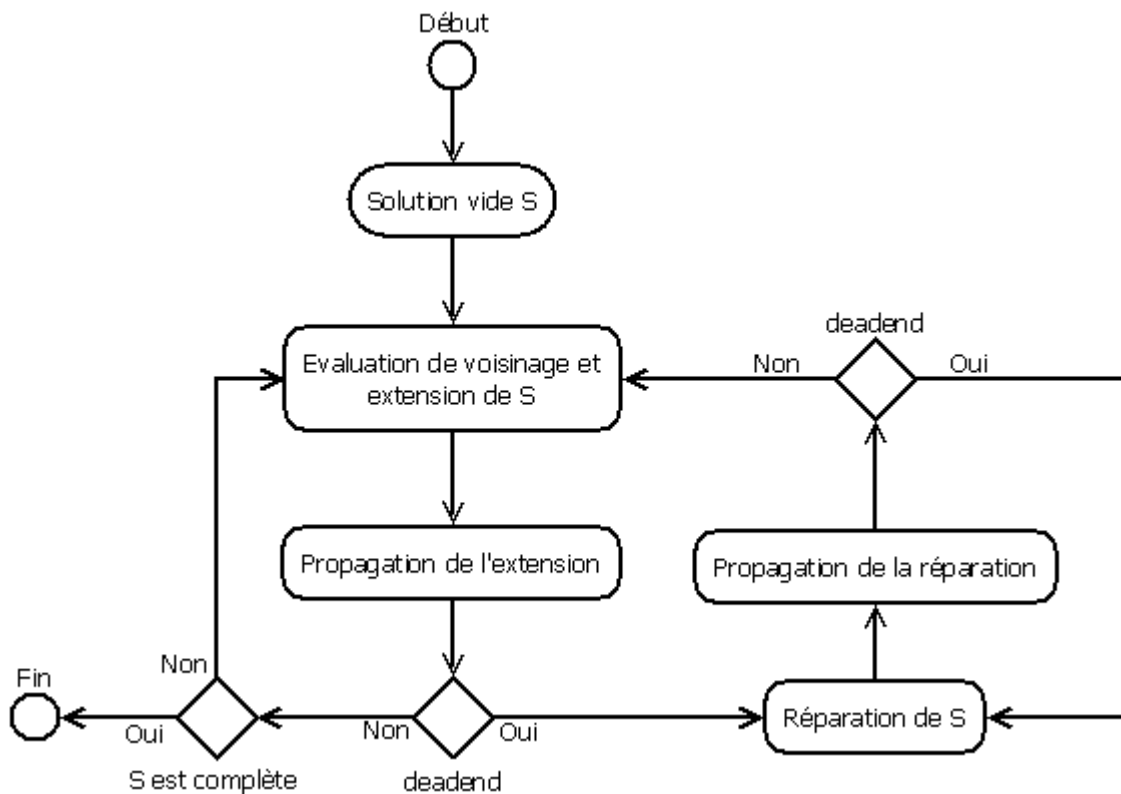 Début
Solution vide S
deadend
Evaluation de voisinage et
extension de S
Non
Oui
Propagation de l'extension
Propagation de la réparation
Fin
Non
Oui
S est complète
Non
Oui
deadend
Réparation de S